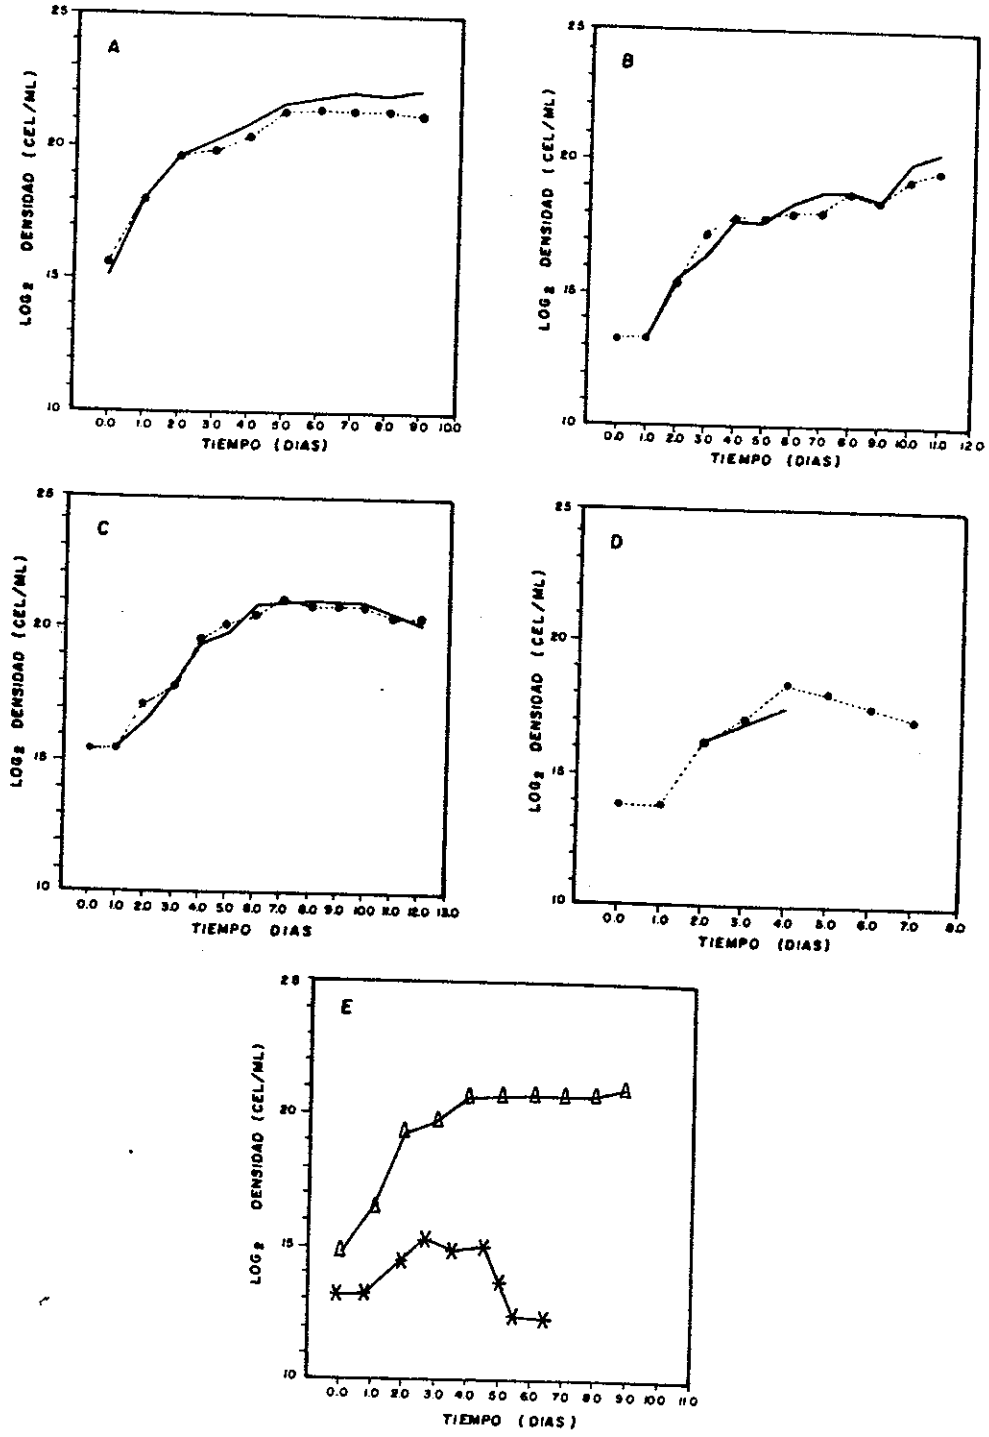 A
25
20
15
10
LOG2 DENSIDAD (CEL/ML)
0.0 1.0 2.0 3.0 4.0 5.0 6.0 7.0 8.0 9.0 10.0
TIEMPO (DIAS)
B
25
20
15
10
LOG2 DENSIDAD (CEL/ML)
0.0 1.0 2.0 3.0 4.0 5.0 6.0 7.0 8.0 9.0 10.0 11.0 12.0
TIEMPO (DIAS)
C
25
20
15
10
LOG2 DENSIDAD (CEL/ML)
0.0 1.0 2.0 3.0 4.0 5.0 6.0 7.0 8.0 9.0 10.0 11.0 12.0 13.0
TIEMPO DIAS
D
25
20
15
10
LOG2 DENSIDAD (CEL/ML)
0.0 1.0 2.0 3.0 4.0 5.0 6.0 7.0 8.0
TIEMPO (DIAS)
E
25
20
15
10
LOG2 DENSIDAD (CEL/ML)
0.0 1.0 2.0 3.0 4.0 5.0 6.0 7.0 8.0 9.0 10.0 11.0
TIEMPO (DIAS)